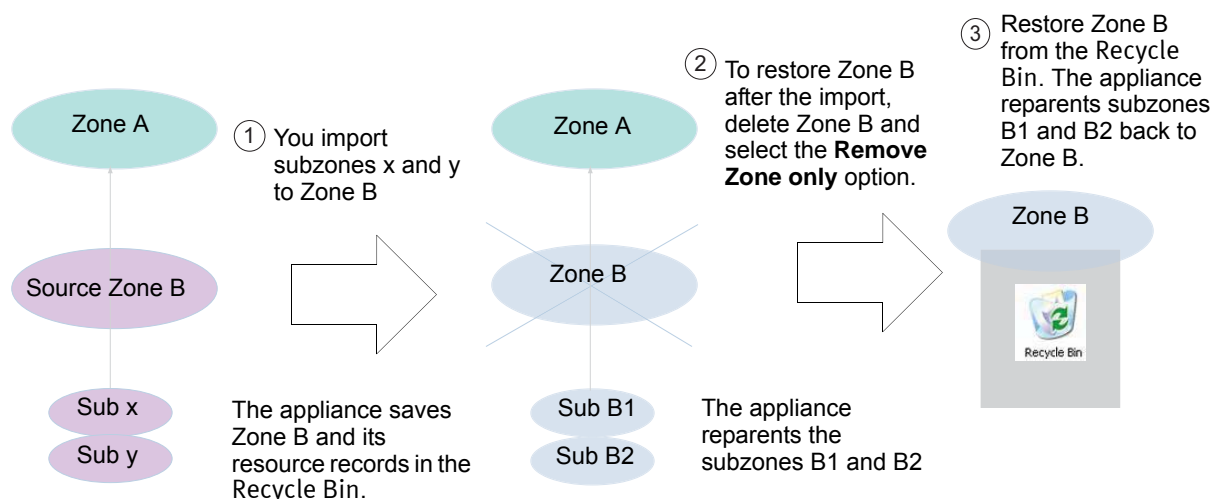 Zone A
Source Zone B
Sub x
Sub y
1
You import
subzones x and y
to Zone B
The appliance saves
Zone B and its
resource records in the
Recycle Bin.
Zone A
Zone B
Sub B1
Sub B2
2
To restore Zone B
after the import,
delete Zone B and
select the Remove
Zone only option.
The appliance
reparents the
subzones B1 and B2
3
Restore Zone B
from the Recycle
Bin. The appliance
reparents subzones
B1 and B2 back to
Zone B.
Zone B
Recycle Bin